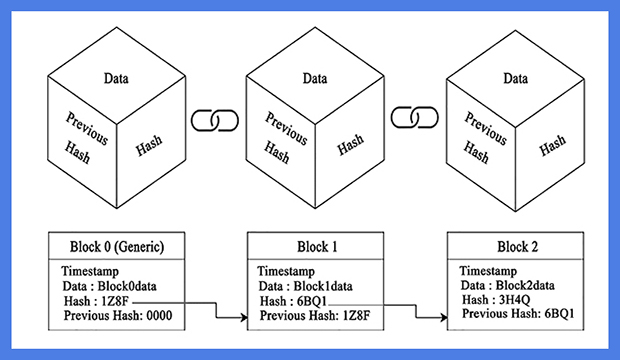 Data
Previous
Hash
Hash
Data
Previous
Hash
Hash
Data
Previous
Hash
Hash
Block 0 (Generic)
Timestamp
Data : Block0data
Hash : 1Z8F
Previous Hash: 0000
Block 1
Timestamp
Data : Block1data
Hash : 6BQ1
Previous Hash: 1Z8F
Block 2
Timestamp
Data : Block2data
Hash : 3H4Q
Previous Hash: 6BQ1